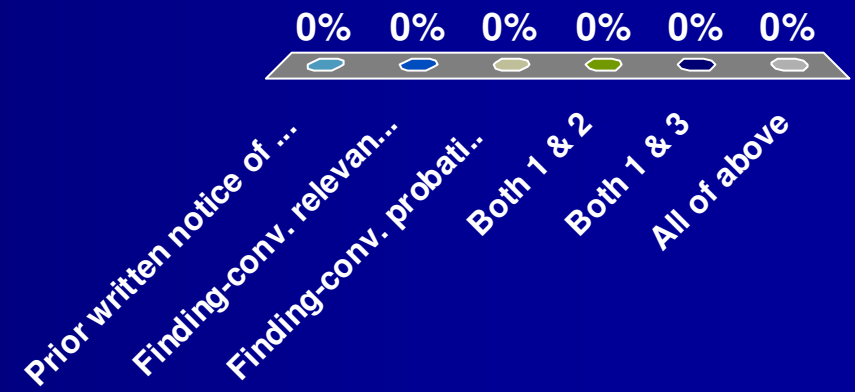 0% 0% 0% 0% 0% 0%
Prior written notice of ...
Finding-conv. relevan...
Finding-conv. probati..
Both 1 & 2
Both 1 & 3
All of above